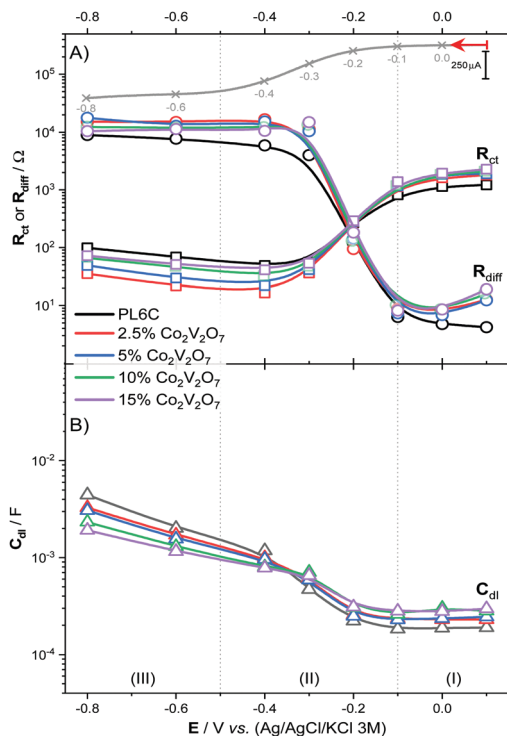 -0.8 -0.6 -0.4 -0.2 0.0
A)
10⁵
10⁴
10³
10²
10¹
R_ct or R_diff / Ω
-0.8 -0.6 -0.4 -0.3 -0.2 -0.1 0.0
250 µA
R_ct
R_diff
PL6C
2.5% Co₂V₂O₇
5% Co₂V₂O₇
10% Co₂V₂O₇
15% Co₂V₂O₇
B)
10⁻²
10⁻³
10⁻⁴
C_dl / F
C_dl
(III) (II) (I)
-0.8 -0.6 -0.4 -0.2 0.0
E / V vs. (Ag/AgCl/KCl 3M)